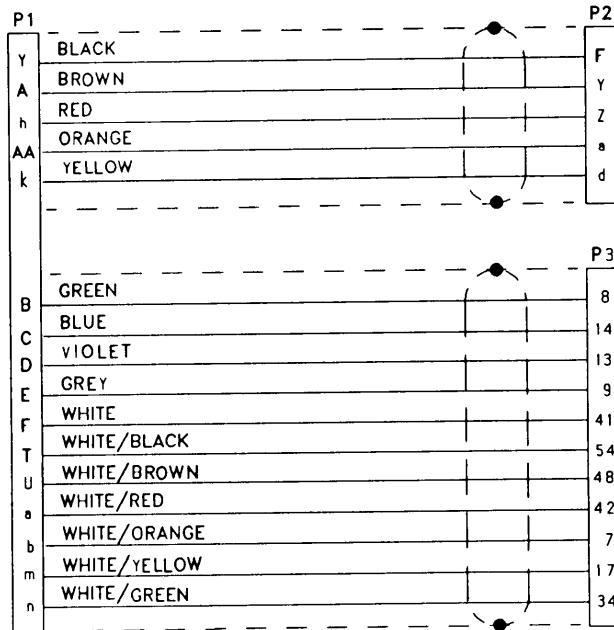 P1 P2
Y BLACK F
A BROWN Y
h RED Z
AA ORANGE a
k YELLOW d
P3
B GREEN 8
C BLUE 14
D VIOLET 13
E GREY 9
F WHITE 41
T WHITE/BLACK 54
U WHITE/BROWN 48
a WHITE/RED 42
b WHITE/ORANGE 7
m WHITE/YELLOW 17
n WHITE/GREEN 34